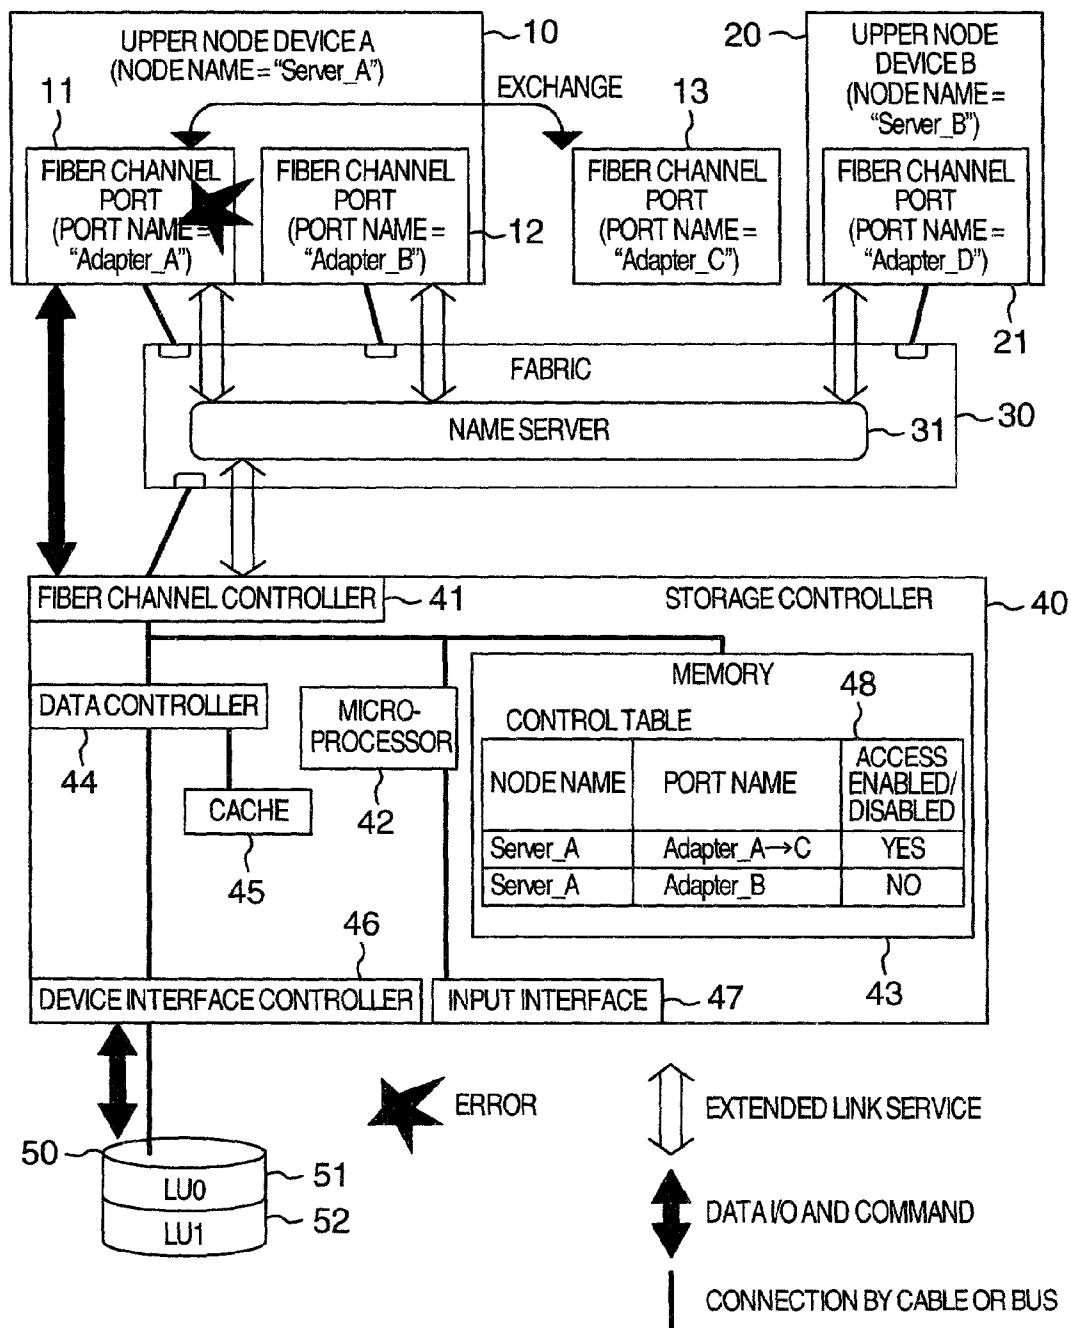 UPPER NODE DEVICE A
(NODE NAME = "Server_A")
10
20
UPPER NODE
DEVICE B
(NODE NAME =
"Server_B")
11
EXCHANGE
13
FIBER CHANNEL
PORT
(PORT NAME =
"Adapter_A")
FIBER CHANNEL
PORT
(PORT NAME =
"Adapter_B")
12
FIBER CHANNEL
PORT
(PORT NAME =
"Adapter_C")
FIBER CHANNEL
PORT
(PORT NAME =
"Adapter_D")
21
FABRIC
NAME SERVER
31
30
FIBER CHANNEL CONTROLLER
41
STORAGE CONTROLLER
40
DATA CONTROLLER
44
CACHE
45
MICRO-
PROCESSOR
42
MEMORY
CONTROL TABLE
48
NODE NAME
PORT NAME
ACCESS
ENABLED/
DISABLED
Server_A Adapter_A→C YES
Server_A Adapter_B NO
43
46
DEVICE INTERFACE CONTROLLER
INPUT INTERFACE
47
50
LU0
51
LU1
52
ERROR
EXTENDED LINK SERVICE
DATA I/O AND COMMAND
CONNECTION BY CABLE OR BUS